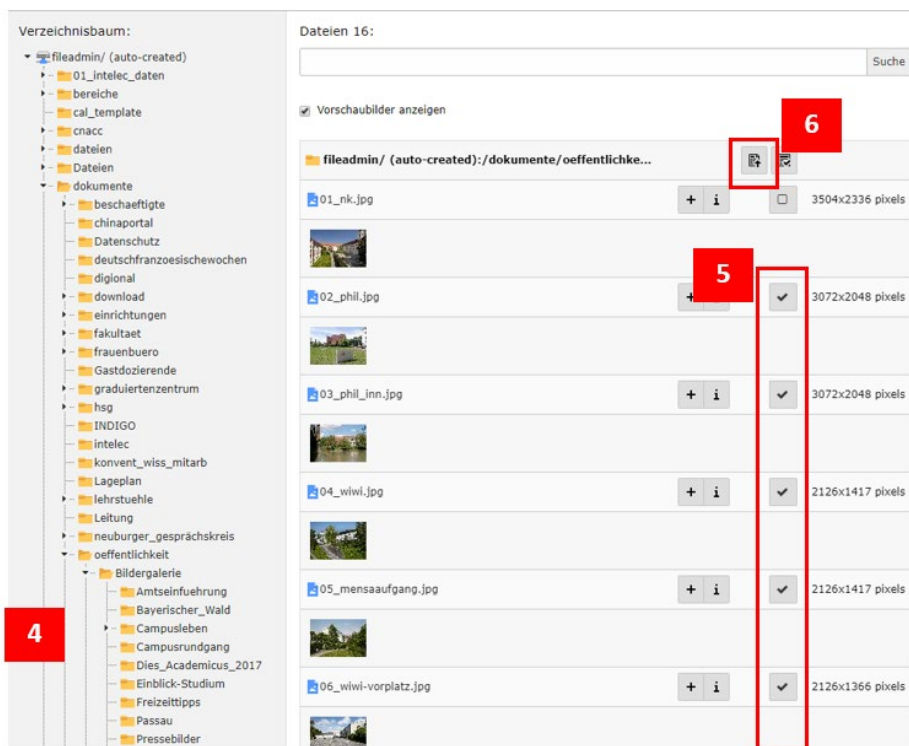 Verzeichnisbaum:
fileadmin/ (auto-created)
01_intelec_daten
bereiche
cal_template
cnacc
dateien
Dateien
dokumente
beschaeftigte
chinaportal
Datenschutz
deutschfranzoesischewochen
digional
download
einrichtungen
fakultaet
frauenbuero
Gastdozierende
graduiertenzentrum
hsg
INDIGO
intelec
konvent_wiss_mitarb
Lageplan
lehrstuehle
Leitung
neuburger_gesprächskreis
oeffentlichkeit
Bildergalerie
Amtseinfuehrung
Bayerischer_Wald
Campusleben
4
Campusrundgang
Dies_Academicus_2017
Einblick-Studium
Freizeittipps
Passau
Pressebilder
Dateien 16:
Suche
Vorschaubilder anzeigen
6
fileadmin/ (auto-created):/dokumente/oeffentlichke...
01_nk.jpg + i 3504x2336 pixels
5
02_phil.jpg + 3072x2048 pixels
03_phil_inn.jpg + i 3072x2048 pixels
04_wiwi.jpg + i 2126x1417 pixels
05_mensaaufgang.jpg + i 2126x1417 pixels
06_wiwi-vorplatz.jpg + i 2126x1366 pixels